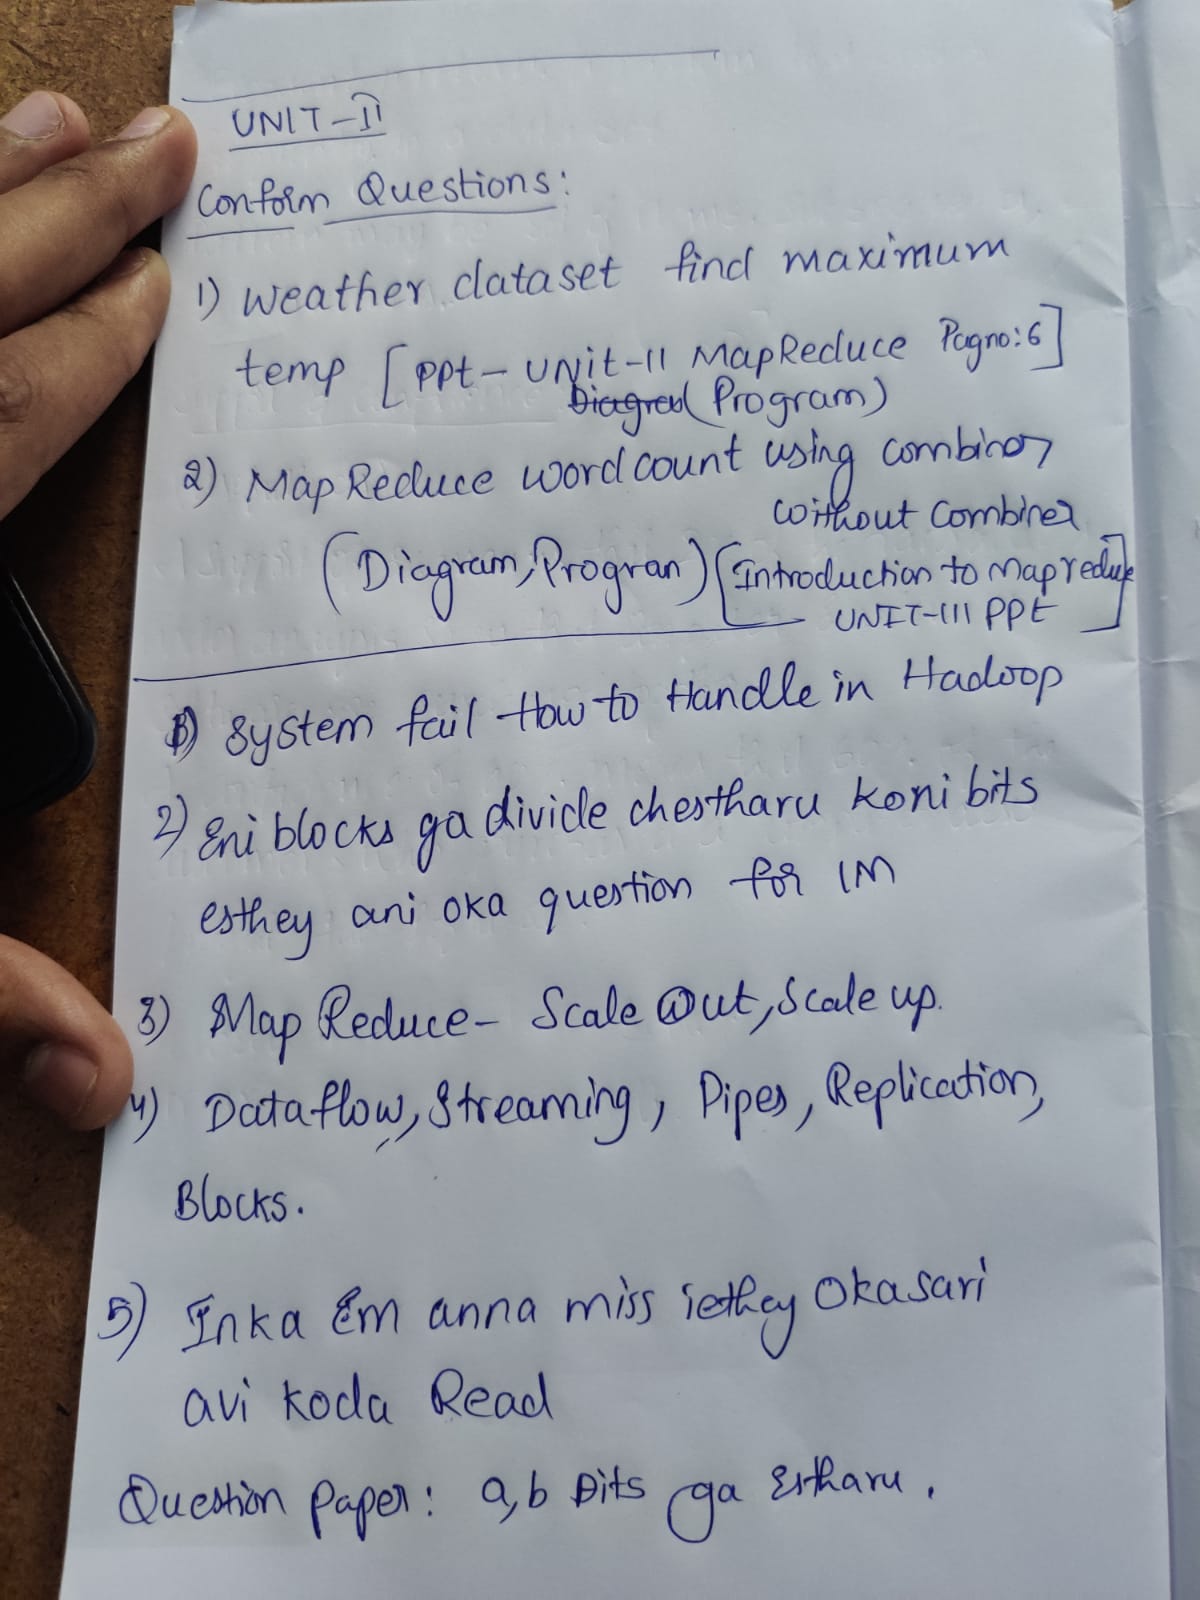 UNIT-II
Conform Questions:
1) Weather dataset find maximum
temp [PPt- UNit-II MapReduce Pagno:6]
(Program)
2) Map Reduce word count using combiner
without Combiner
(Diagram, Progran) [Introduction to Mapreduce
UNIT-III PPt]
1) System fail How to Handle in Hadoop
2) Eni blocks ga divide chestharu koni bits
esthey ani oka question for 1M
3) Map Reduce- Scale Out, Scale up.
4) Dataflow, Streaming, Pipes, Replication,
Blocks.
5) Inka Em anna miss iethey Okasari
avi koda Read
Question paper: a,b Bits ga Estharu.